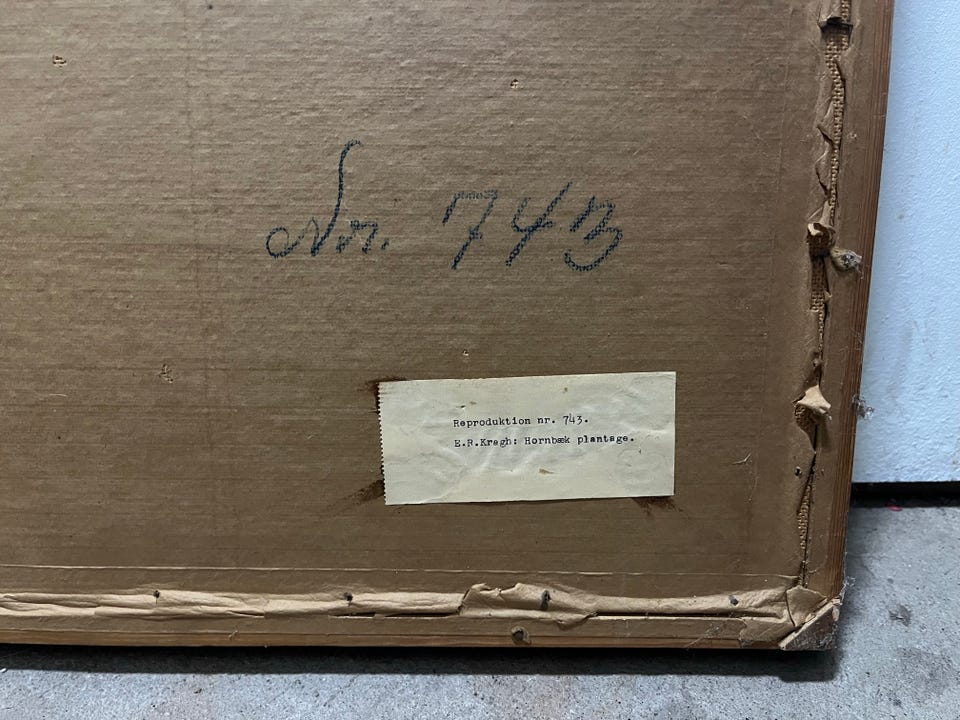 Nr. 743
Reproduktion nr. 743.
E.R.Kragh: Hornbæk plantage.